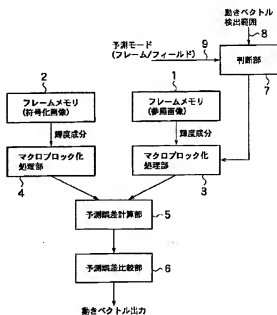 動きベクトル
検出範囲
8
予測モード
(フレーム/フィールド)
9
判断部
7
2
1
フレームメモリ
(符号化画像)
フレームメモリ
(参照画像)
輝度成分
輝度成分
マクロブロック化
処理部
マクロブロック化
処理部
4
3
予測誤差計算部
5
予測誤差比較部
6
動きベクトル出力